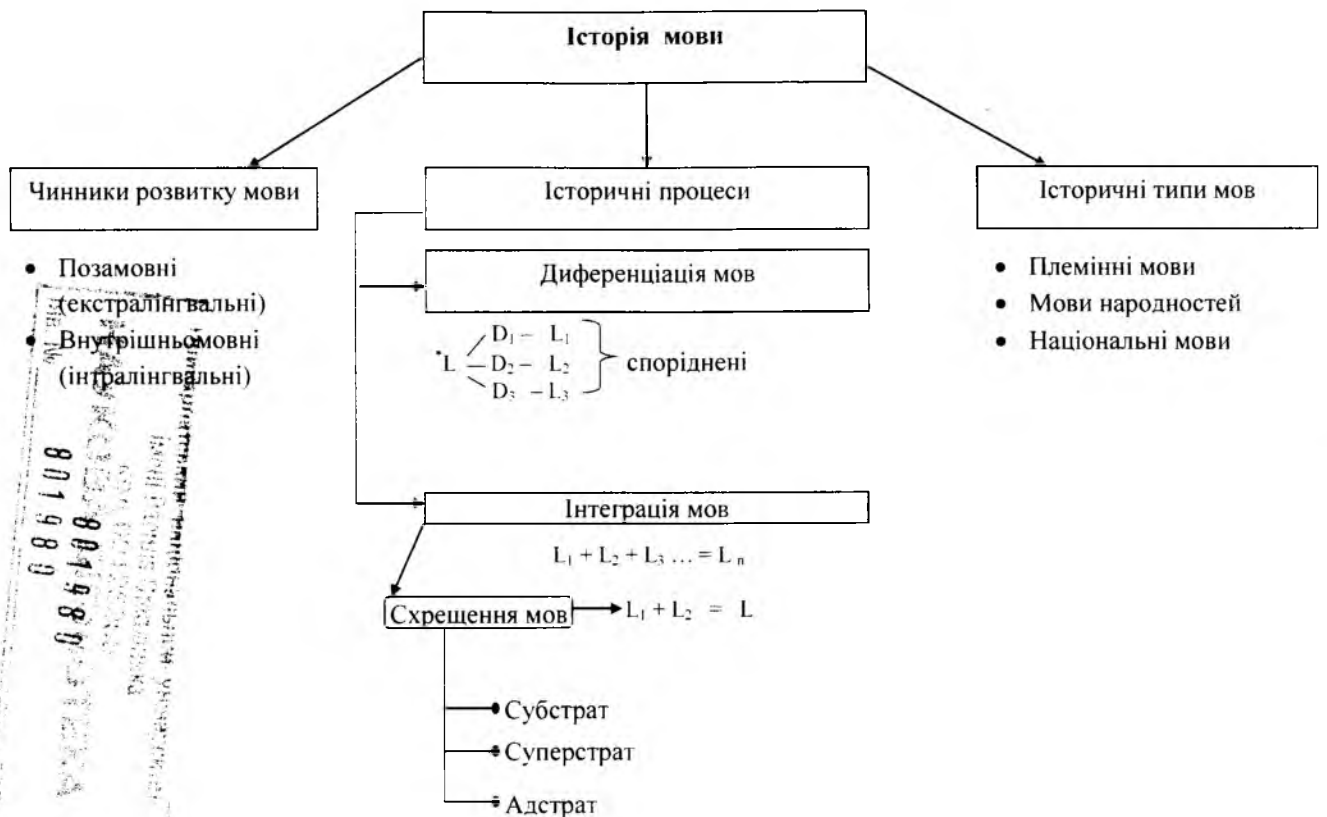 Історія мови
Чинники розвитку мови
Історичні процеси
Історичні типи мов
• Позамовні
(екстралінгвальні)
• Внутрішньомовні
(інтралінгвальні)
Диференціація мов
*L
D₁ – L₁
D₂ – L₂
D₃ – L₃
споріднені
• Племінні мови
• Мови народностей
• Національні мови
Інтеграція мов
L₁ + L₂ + L₃ ... = L n
Схрещення мов
L₁ + L₂ = L
Субстрат
Суперстрат
Адстрат
801980
801980